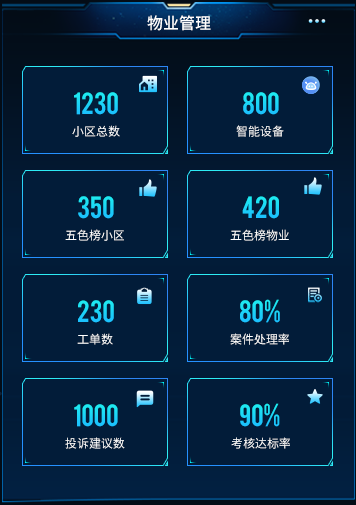 物业管理
1230
小区总数
800
智能设备
350
五色榜小区
420
五色榜物业
230
工单数
80%
案件处理率
1000
投诉建议数
90%
考核达标率